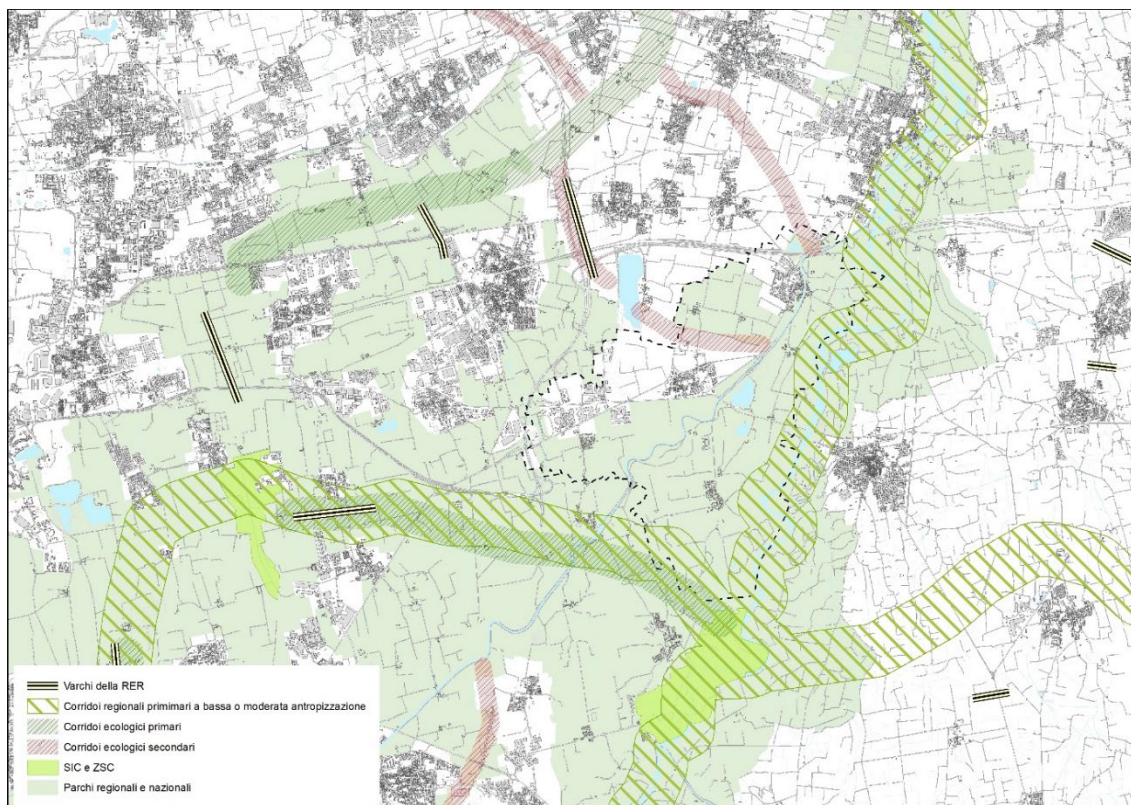 Varchi della RER
Corridoi regionali primimari a bassa o moderata antropizzazione
Corridoi ecologici primari
Corridoi ecologici secondari
SIC e ZSC
Parchi regionali e nazionali